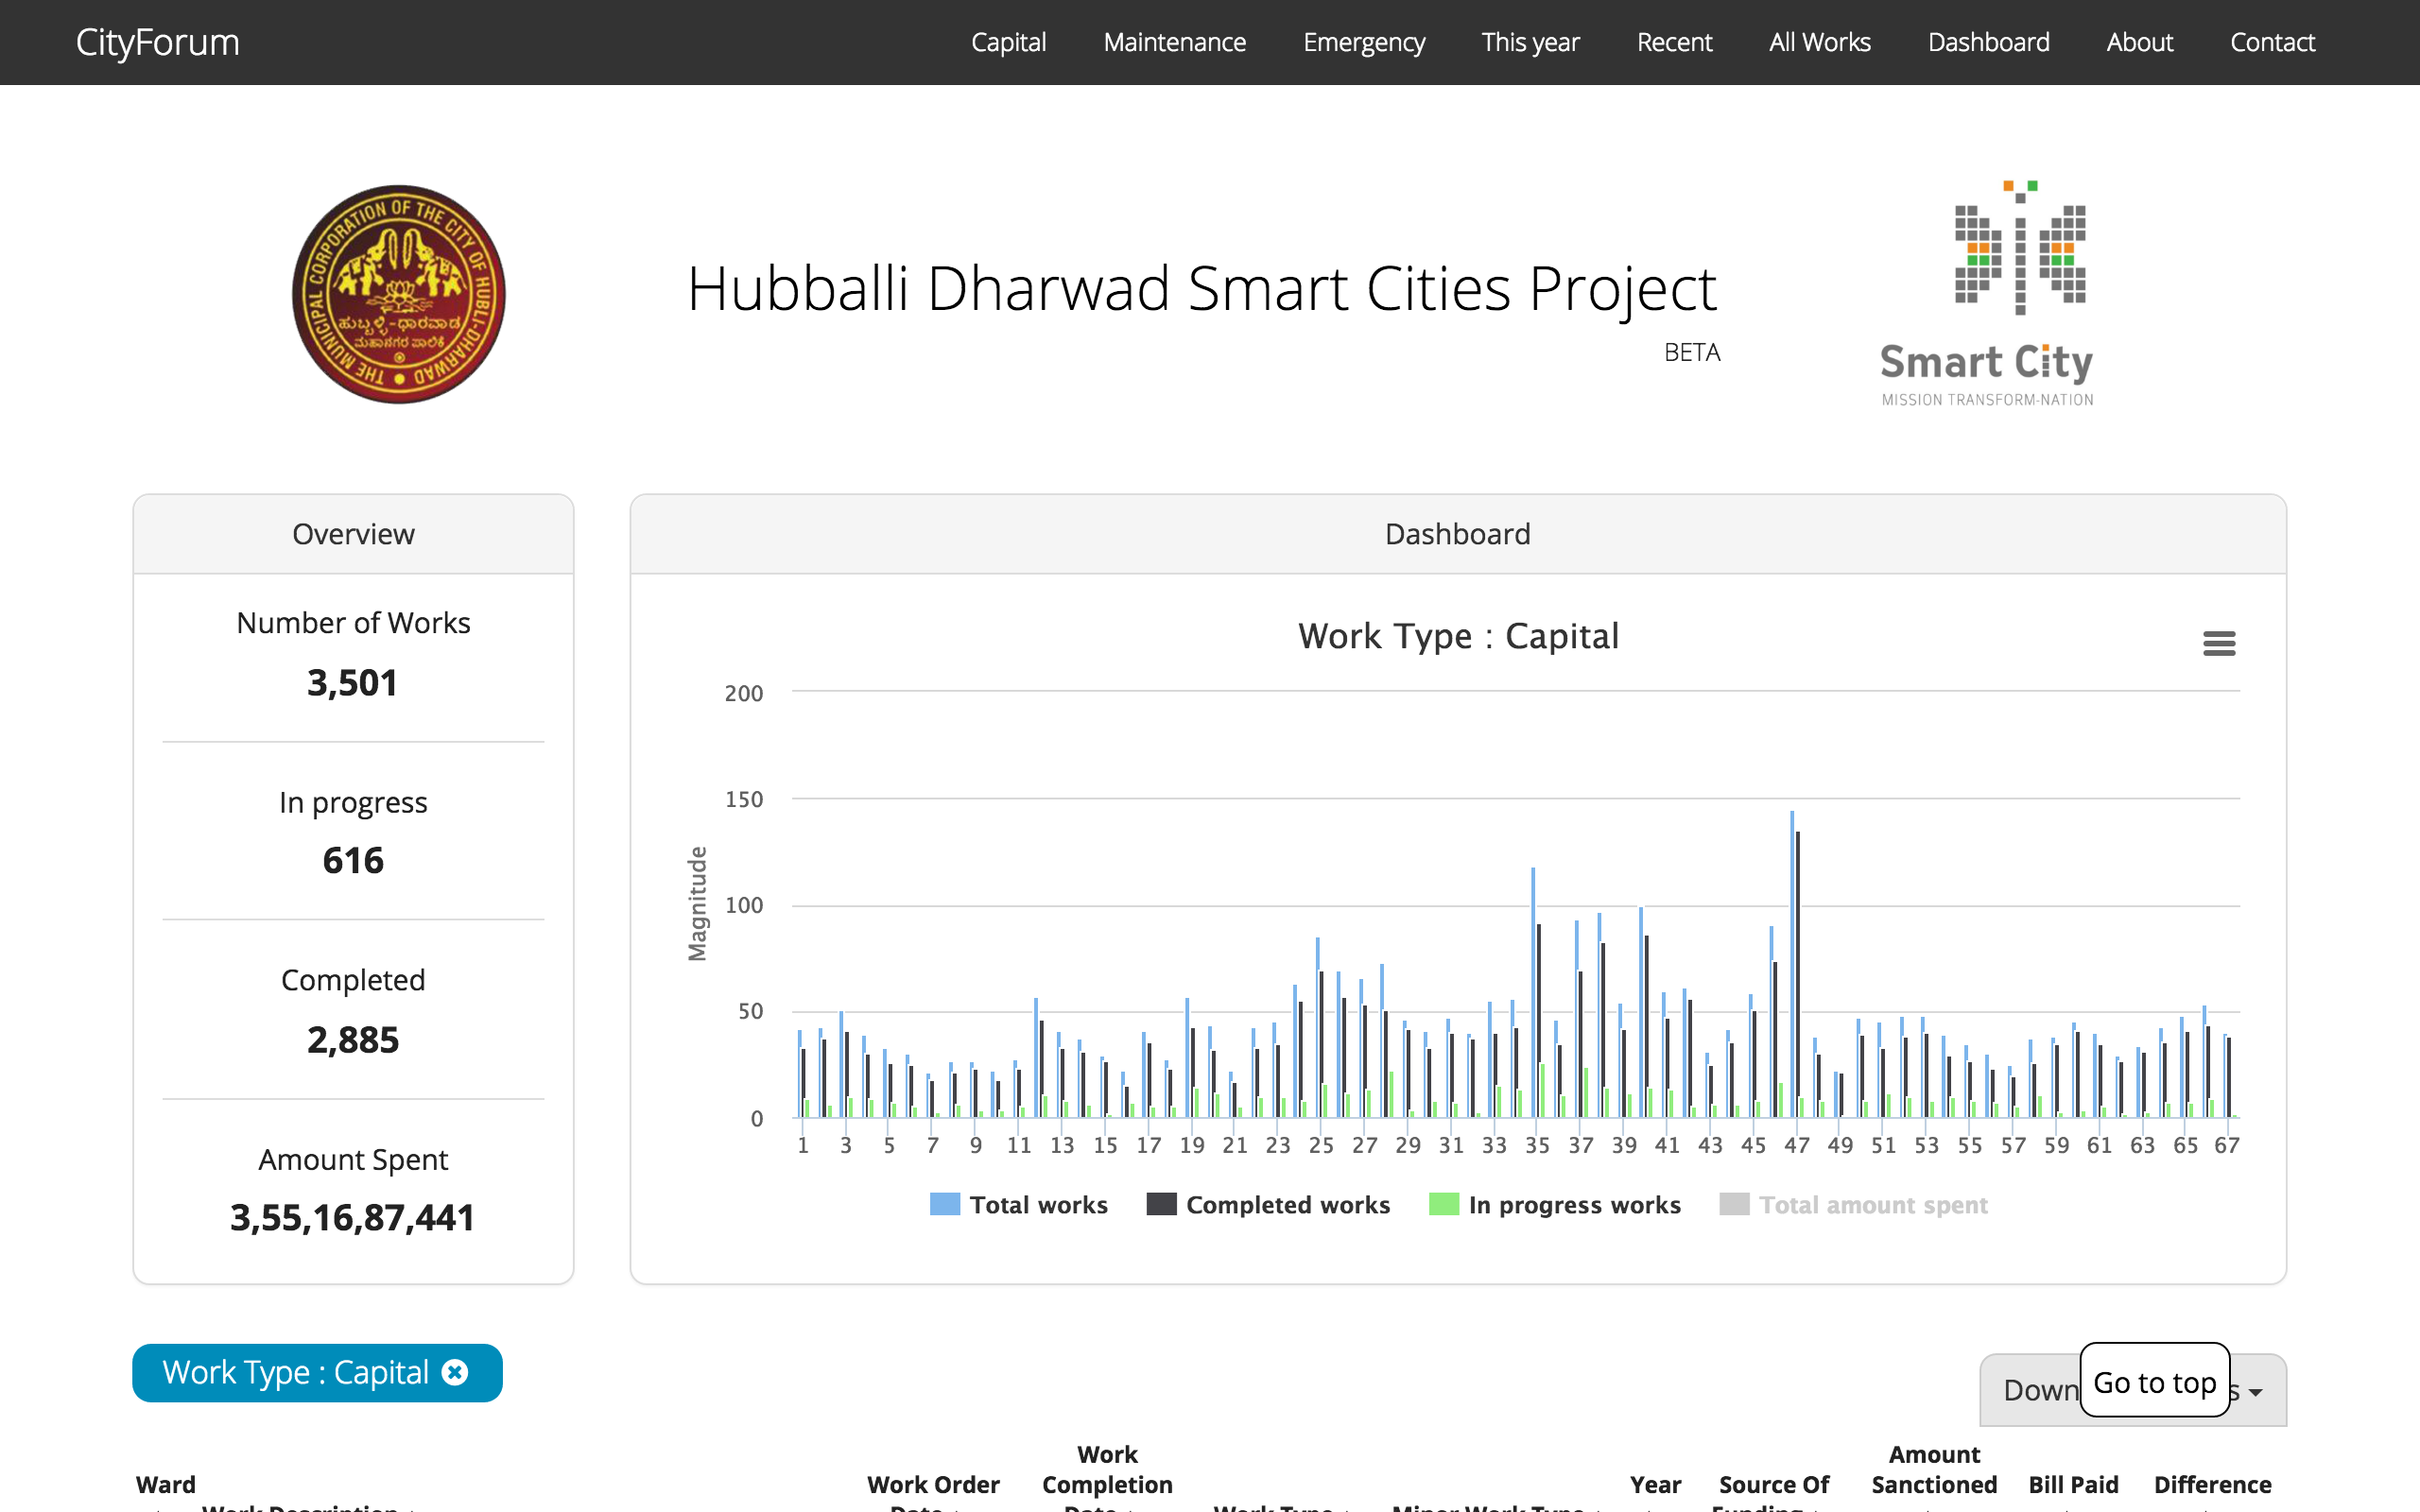 CityForum
Capital
Maintenance
Emergency
This year
Recent
All Works
Dashboard
About
Contact
THE MUNICIPAL CORPORATION OF THE CITY OF HUBLI-DHARWAD
ಹುಬ್ಬಳ್ಳಿ-ಧಾರವಾಡ
ಮಹಾನಗರ ಪಾಲಿಕೆ
Hubballi Dharwad Smart Cities Project
BETA
Smart City
MISSION TRANSFORM-NATION
Overview
Number of Works
3,501
In progress
616
Completed
2,885
Amount Spent
3,55,16,87,441
Dashboard
Work Type : Capital
Magnitude
200
150
100
50
0
1 3 5 7 9 11 13 15 17 19 21 23 25 27 29 31 33 35 37 39 41 43 45 47 49 51 53 55 57 59 61 63 65 67
Total works
Completed works
In progress works
Total amount spent
Work Type : Capital
Go to top
Ward
Work Description
Work Order
Date
Work
Completion
Date
Work Type
Minor Work Type
Year
Source Of
Funding
Amount
Sanctioned
Bill Paid
Difference